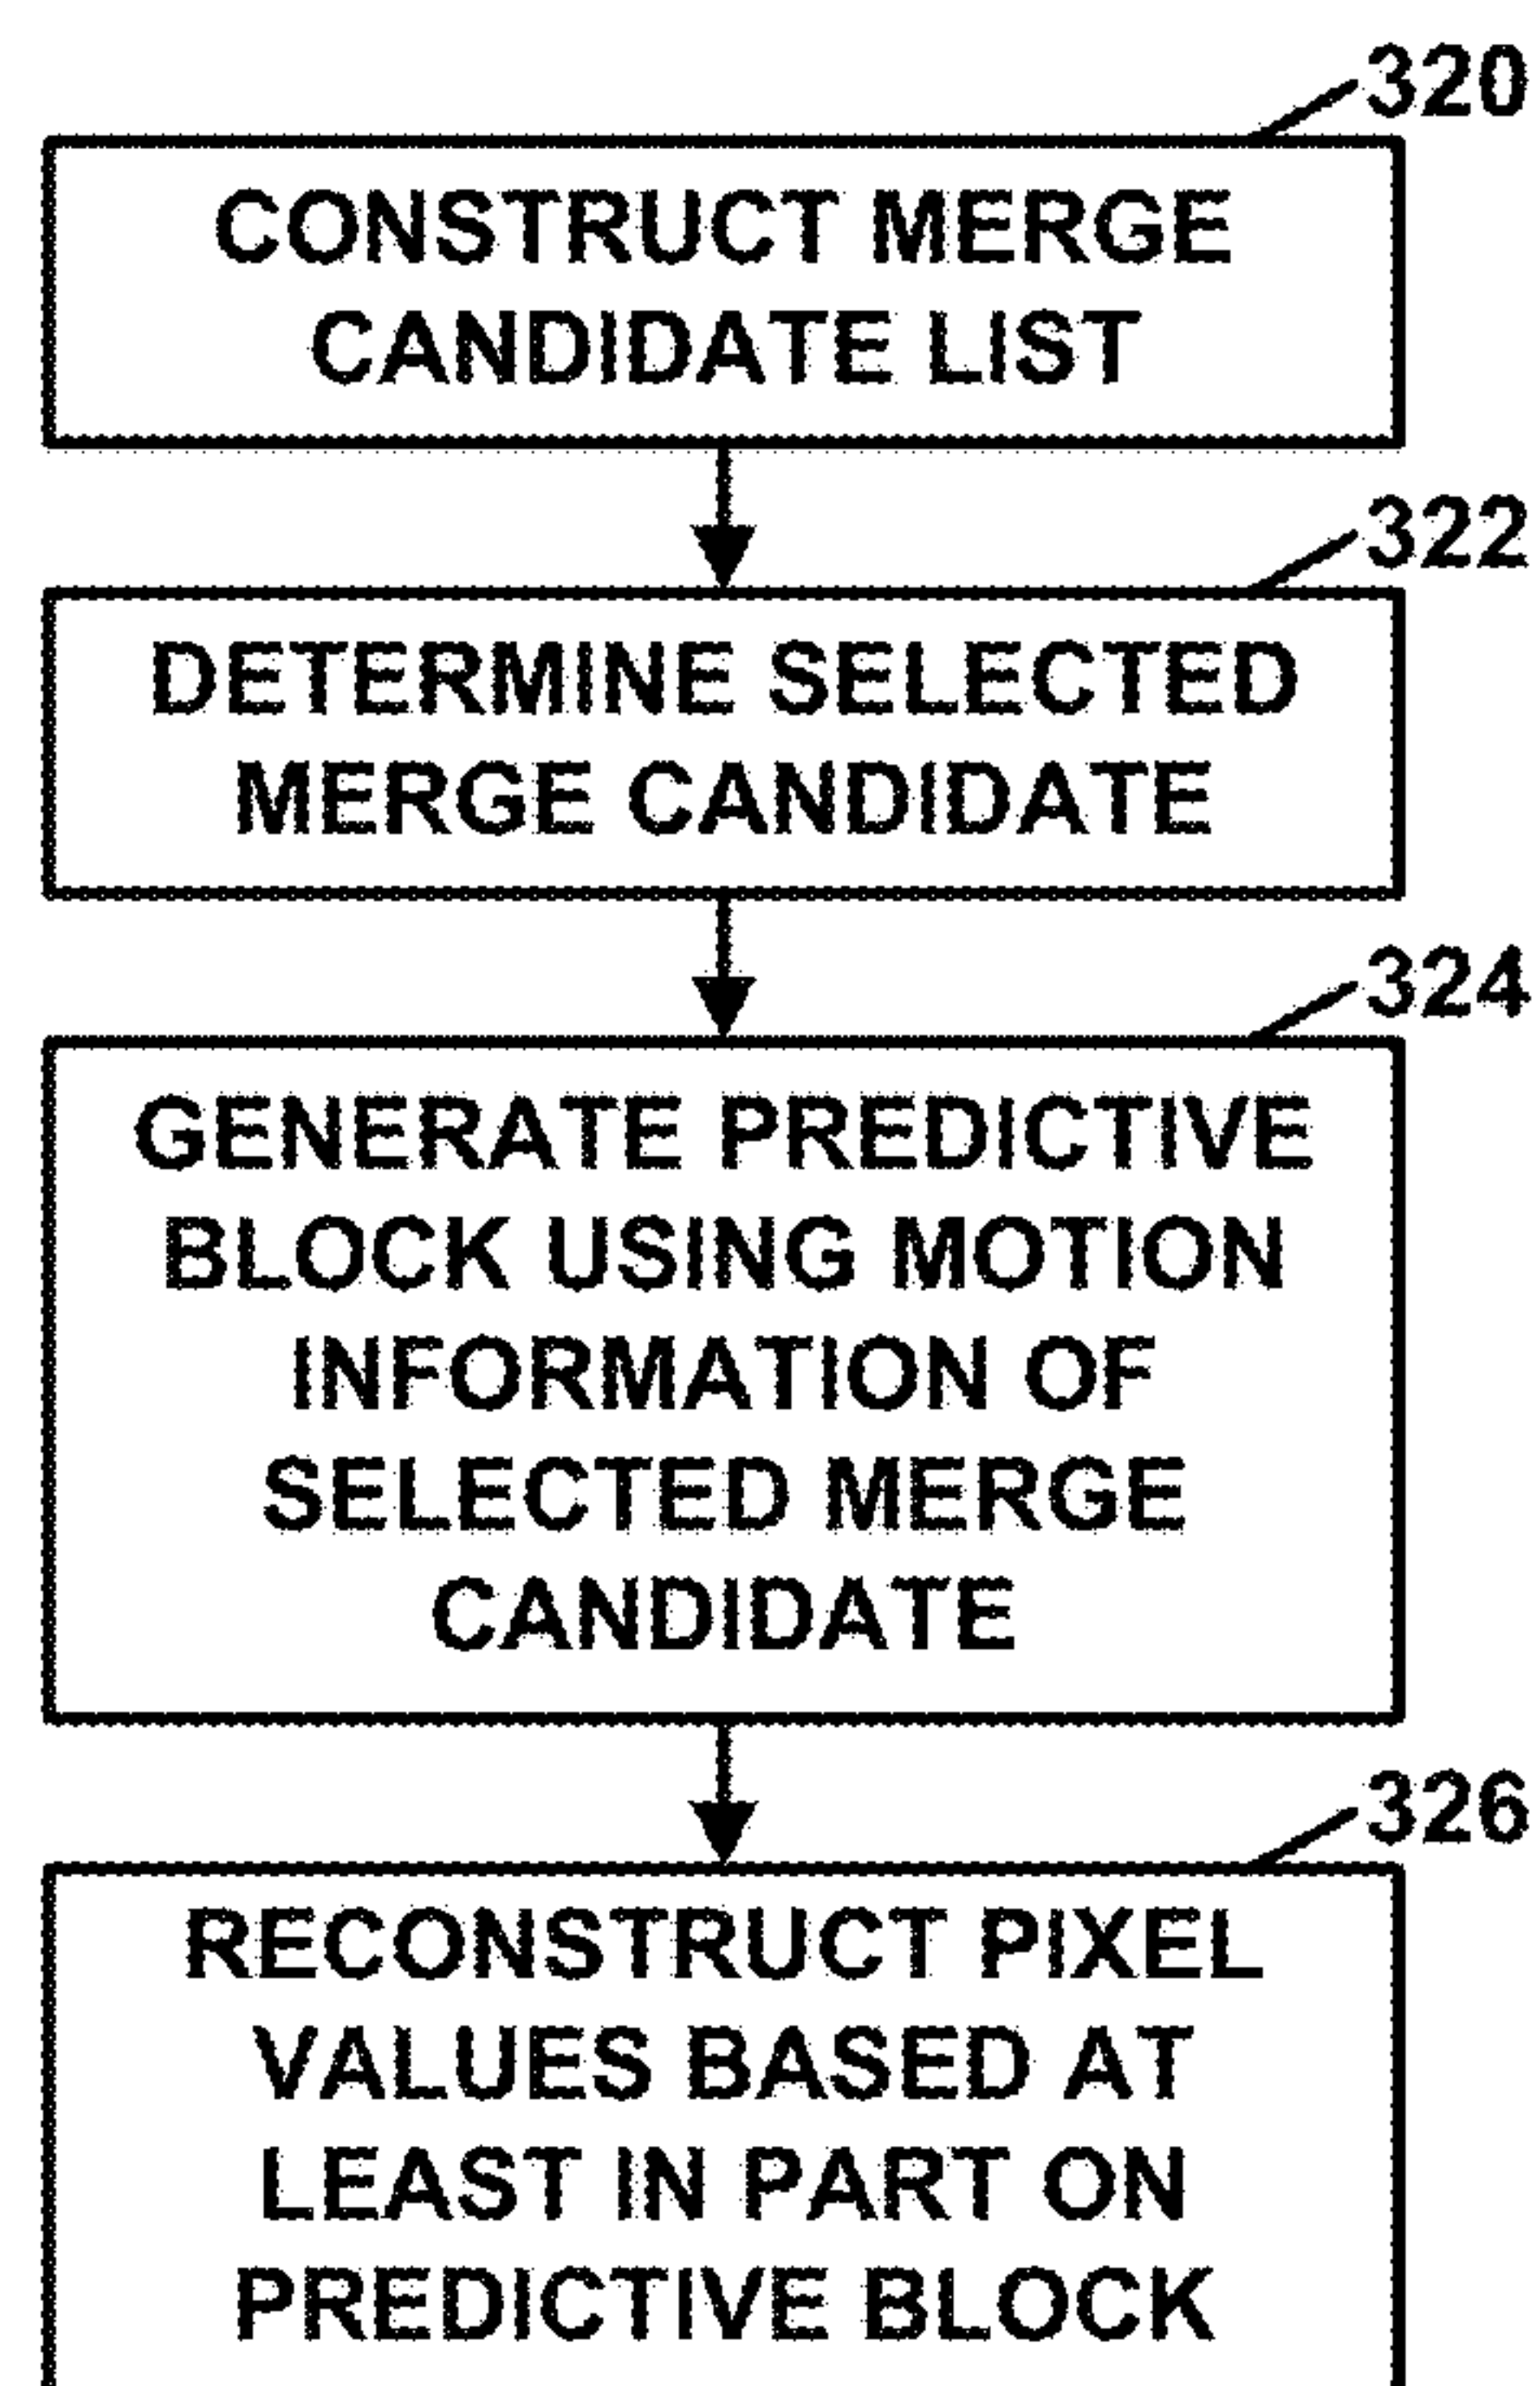 320
CONSTRUCT MERGE
CANDIDATE LIST
322
DETERMINE SELECTED
MERGE CANDIDATE
324
GENERATE PREDICTIVE
BLOCK USING MOTION
INFORMATION OF
SELECTED MERGE
CANDIDATE
326
RECONSTRUCT PIXEL
VALUES BASED AT
LEAST IN PART ON
PREDICTIVE BLOCK